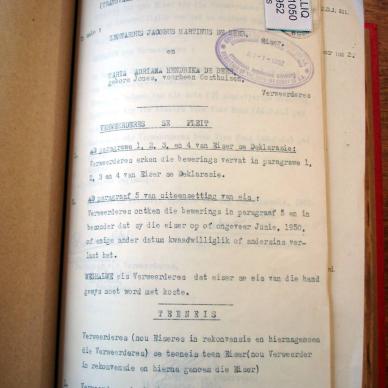 LLIQ
1050
1952
LEONARDUS JACOBUS MARTINUS DE BEER, Eiser,
en
MARIA ADRIANA HENDRIKA DE BEER,
gebore Jones, voorheen Oosthuizen,
Verweerderes
VERWEERDERES SE PLEIT
AD paragrawe 1, 2, 3, en 4 van Eiser se Deklarasie:
Verweerderes erken die bewerings vervat in paragrawe 1,
2, 3 en 4 van Eiser se Deklarasie.
AD paragraaf 5 van uiteensetting van eis:
Verweerderes ontken die bewerings in paragraaf 5 en in
besonder dat sy die eiser op of ongeveer Junie, 1950,
of enige ander datum kwaadwilliglik of andersins ver-
laat het.
WESHALWE eis Verweerderes dat eiser se eis van die hand
gewys moet word met koste.
TEENEIS
Verweerderes (nou Eiseres in rekonvensie en hiernagenoem
die Verweerderes) se teeneis teen Eiser(nou Verweerder
in rekonvensie en hierna genoem die Eiser)